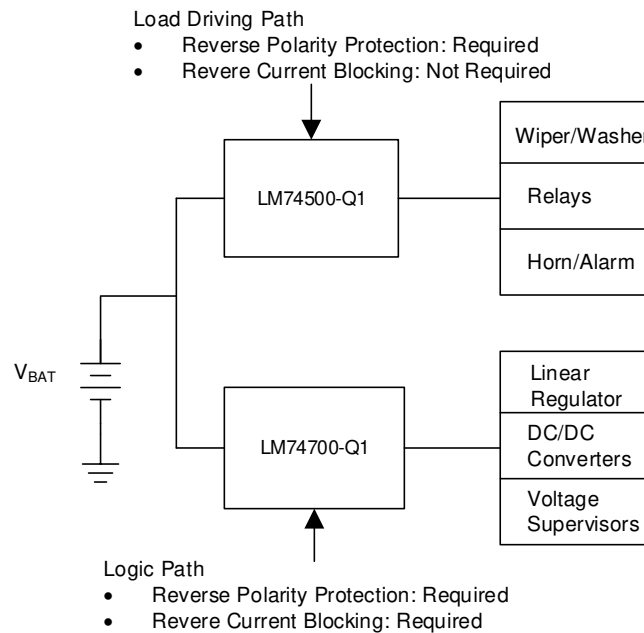 Load Driving Path
• Reverse Polarity Protection: Required
• Revere Current Blocking: Not Required
LM74500-Q1
Wiper/Washer
Relays
Horn/Alarm
VBAT
LM74700-Q1
Linear
Regulator
DC/DC
Converters
Voltage
Supervisors
Logic Path
• Reverse Polarity Protection: Required
• Revere Current Blocking: Required